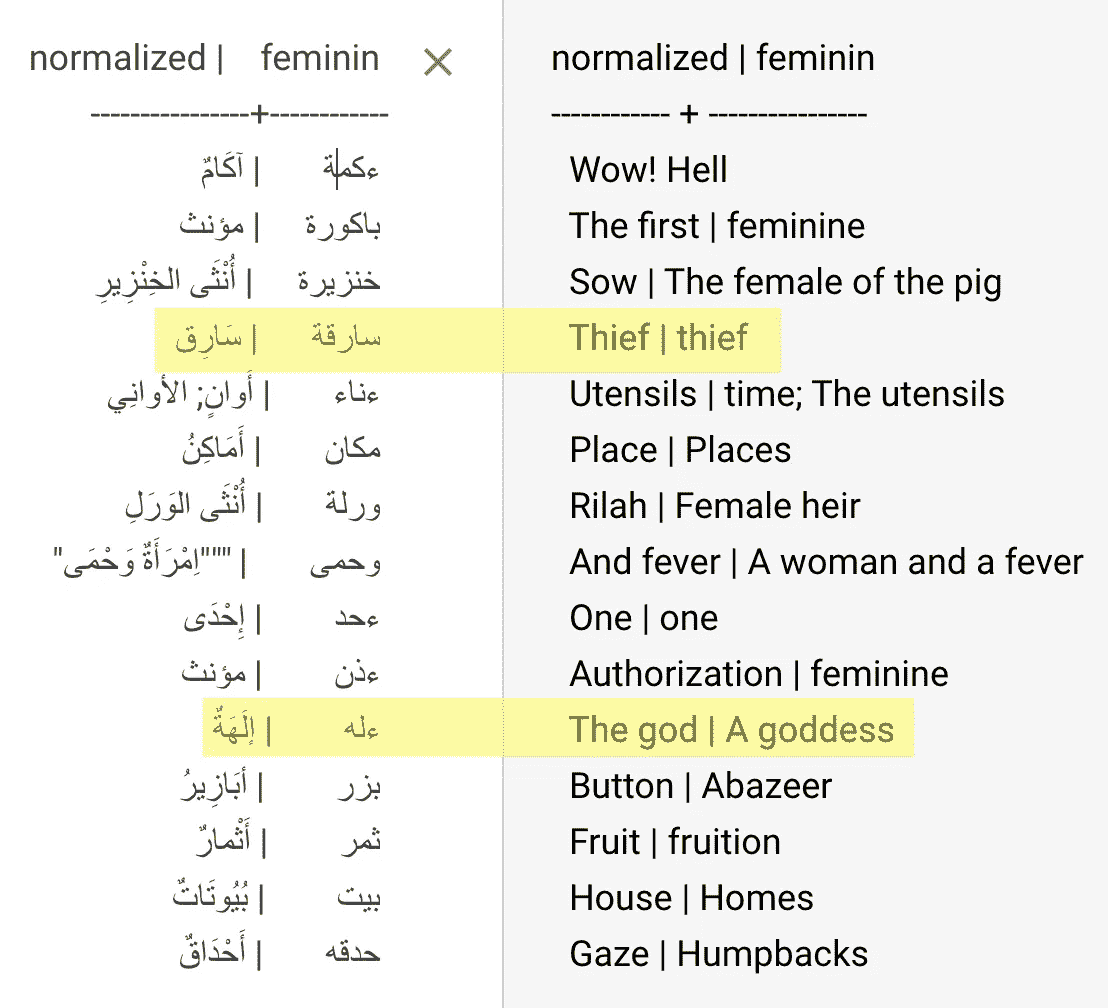 normalized | feminin
----------------+------------
ءكمة | آكَامٌ
باكورة | مؤنث
خنزيرة | أُنْثَى الخِنْزِيرِ
سارقة | سَارِق
ءناء | أَوانٍ; الأوانِي
مكان | أَمَاكِنُ
ورلة | أُنْثَى الوَرَلِ
وحمى | """اِمْرَأَةٌ وَحْمَى"
ءحد | إِحْدَى
ءذن | مؤنث
ءله | إلَهَةٌ
بزر | أبَازِيرُ
ثمر | أَثْمارٌ
بيت | بُيُوتَاتٌ
حدقه | أَحْدَاقٌ
normalized | feminin
------------ + ----------------
Wow! Hell
The first | feminine
Sow | The female of the pig
Thief | thief
Utensils | time; The utensils
Place | Places
Rilah | Female heir
And fever | A woman and a fever
One | one
Authorization | feminine
The god | A goddess
Button | Abazeer
Fruit | fruition
House | Homes
Gaze | Humpbacks